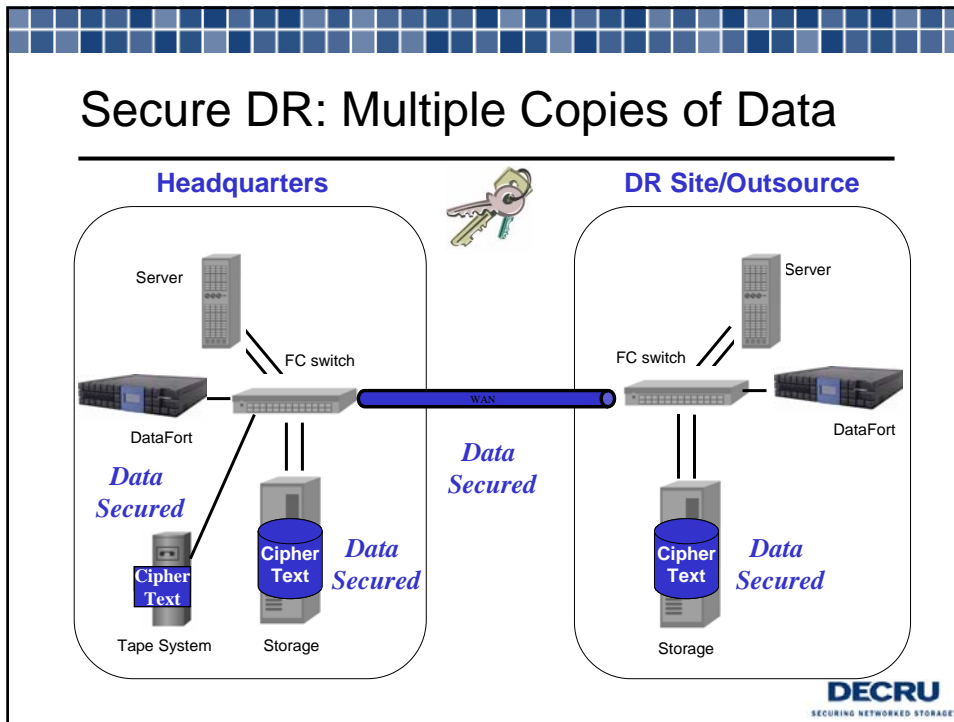 Secure DR: Multiple Copies of Data
Headquarters
DR Site/Outsource
Server
Server
FC switch
FC switch
WAN
DataFort
DataFort
Data
Secured
Data
Secured
Cipher
Text
Data
Secured
Cipher
Text
Data
Secured
Cipher
Text
Tape System
Storage
Storage
DECRU
SECURING NETWORKED STORAGE